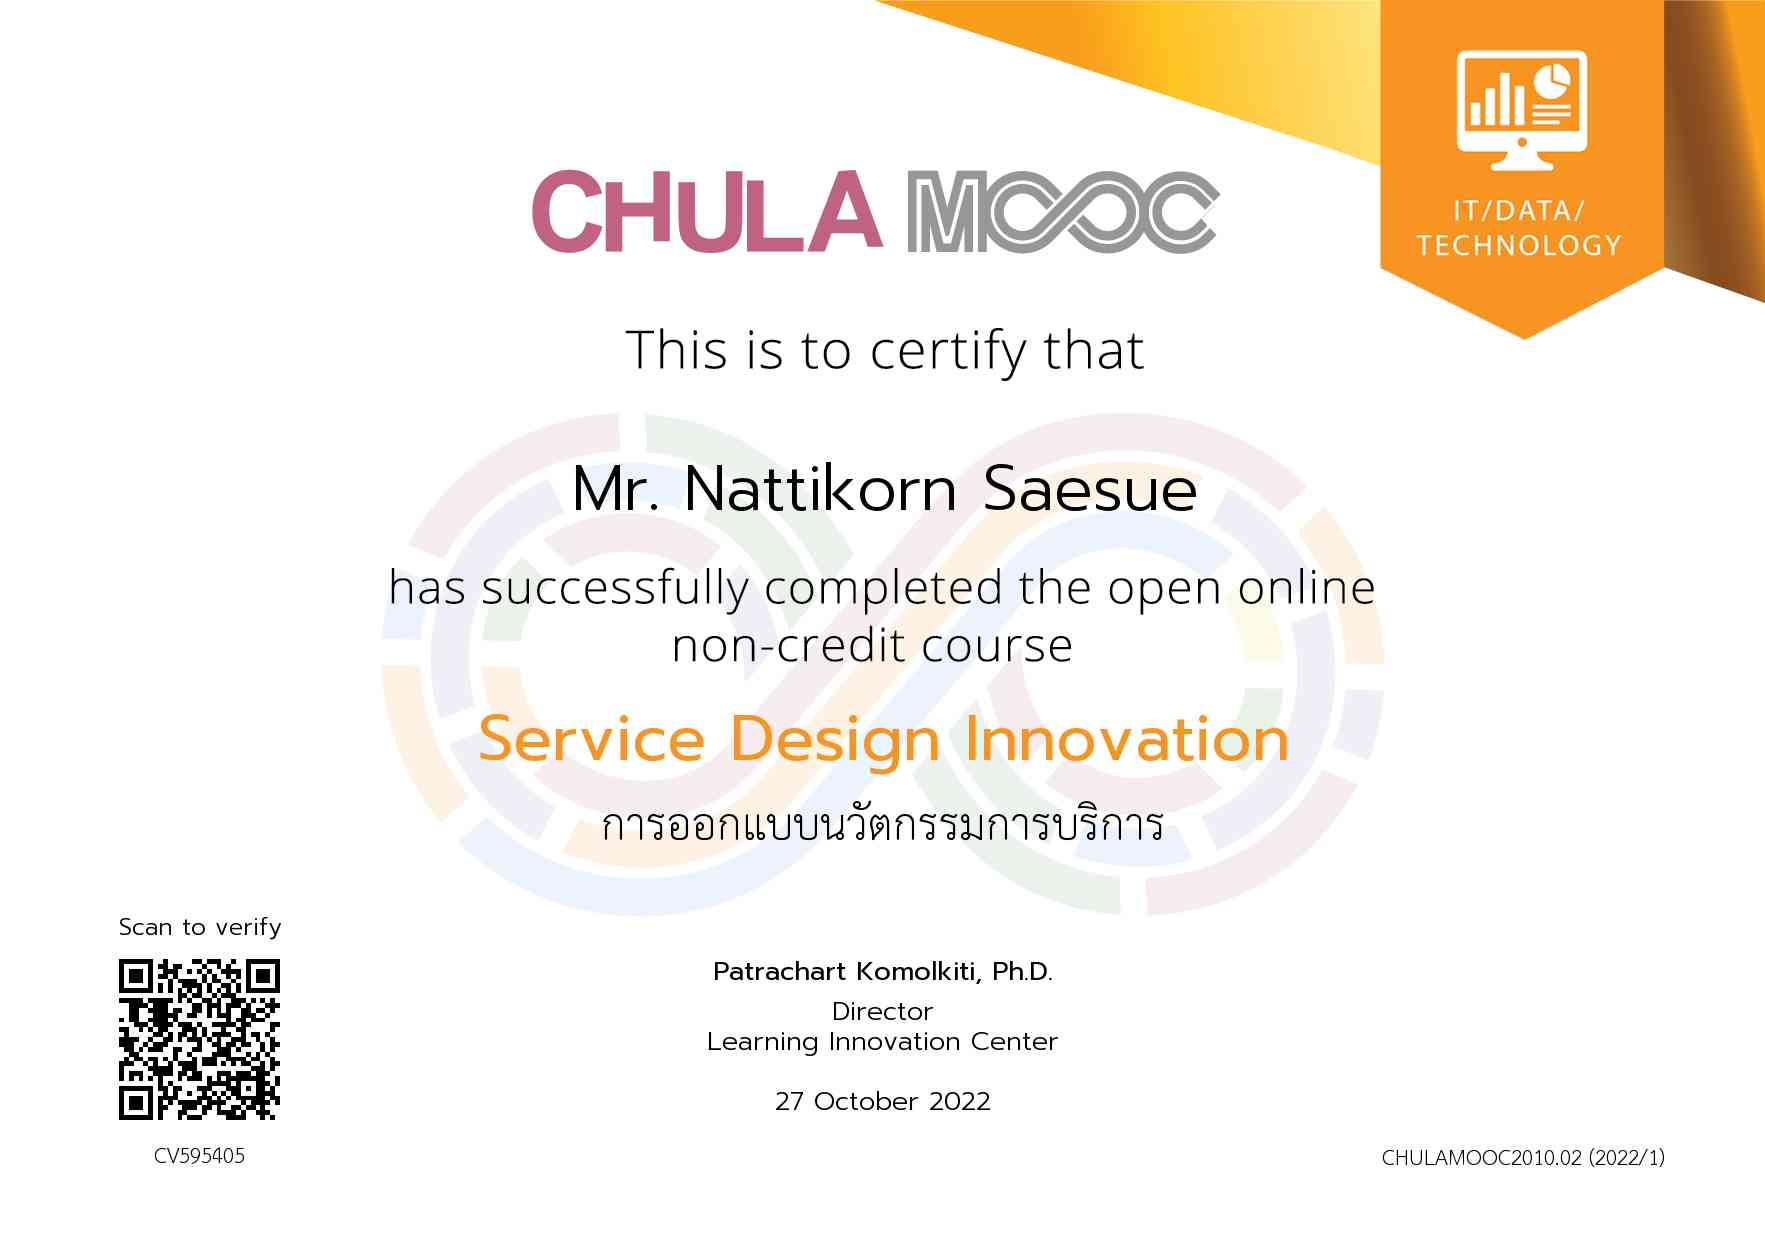 CHULA MOOC
IT/DATA/
TECHNOLOGY
This is to certify that
Mr. Nattikorn Saesue
has successfully completed the open online
non-credit course
Service Design Innovation
การออกแบบนวัตกรรมการบริการ
Scan to verify
CV595405
Patrachart Komolkiti, Ph.D.
Director
Learning Innovation Center
27 October 2022
CHULAMOOC2010.02 (2022/1)